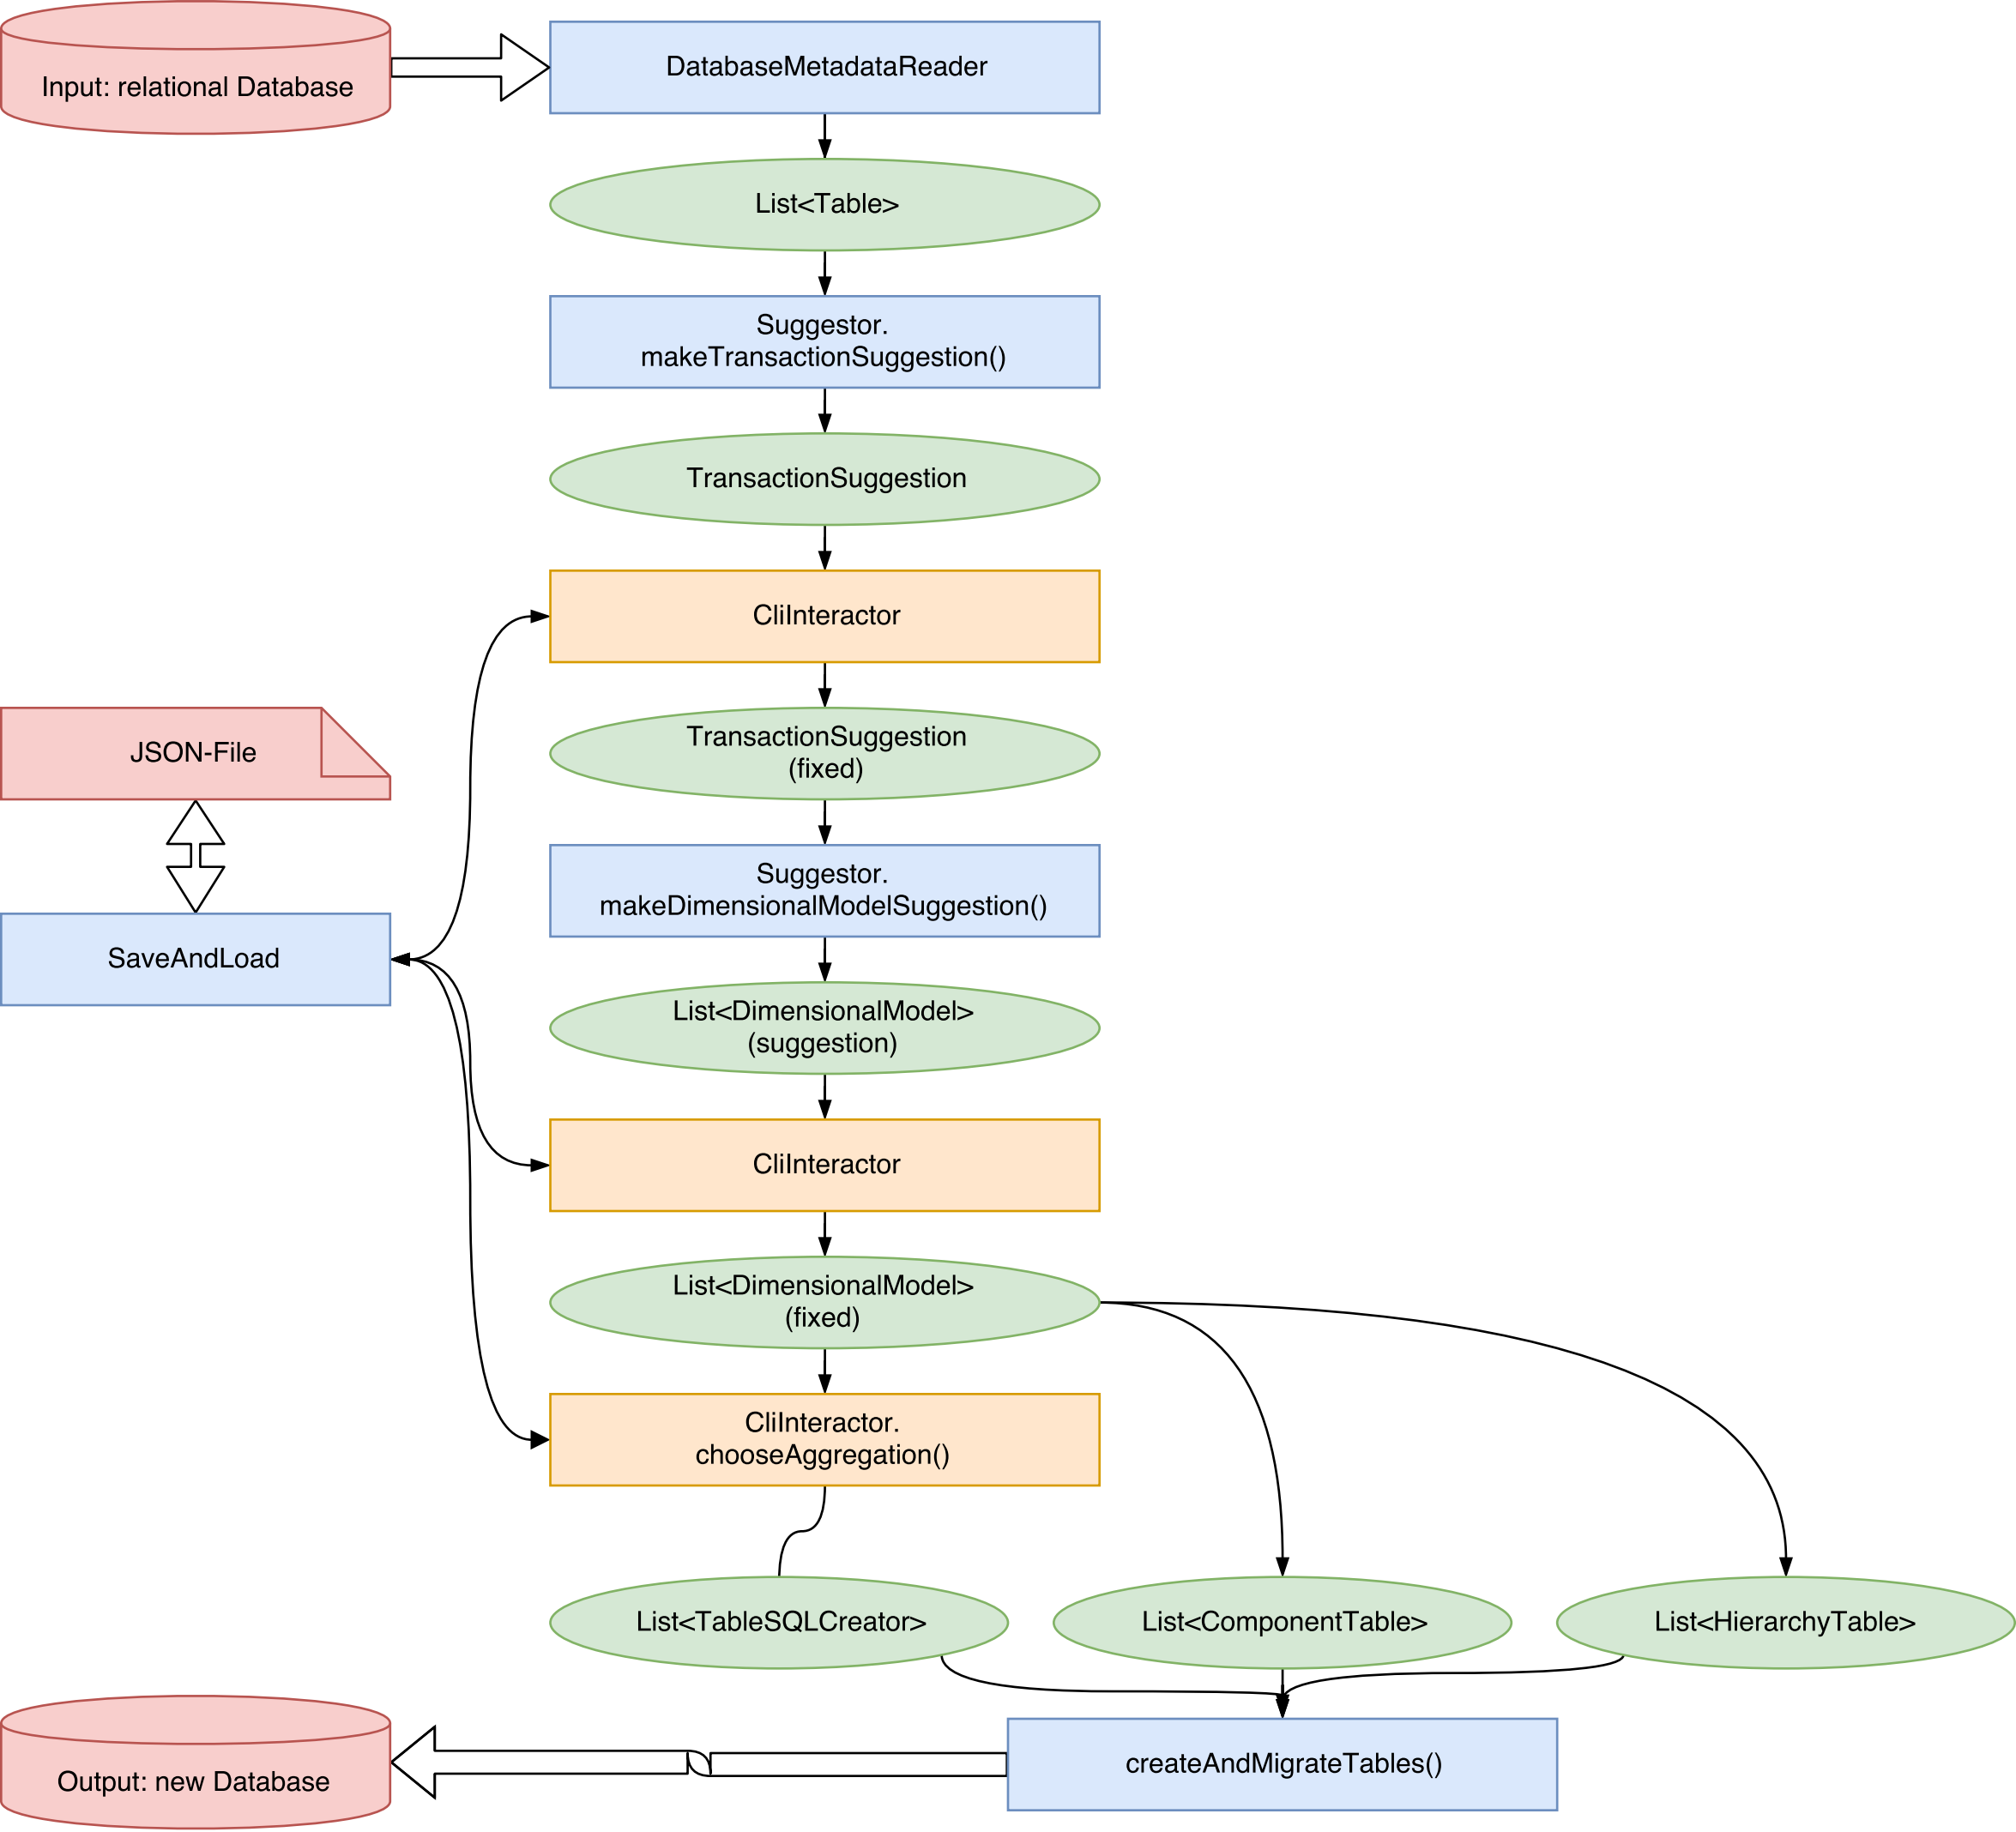 Input: relational Database
DatabaseMetadataReader
List<Table>
Suggestor.
makeTransactionSuggestion()
TransactionSuggestion
CliInteractor
TransactionSuggestion
(fixed)
JSON-File
Suggestor.
makeDimensionalModelSuggestion()
SaveAndLoad
List<DimensionalModel>
(suggestion)
CliInteractor
List<DimensionalModel>
(fixed)
CliInteractor.
chooseAggregation()
List<TableSQLCreator>
List<ComponentTable>
List<HierarchyTable>
createAndMigrateTables()
Output: new Database